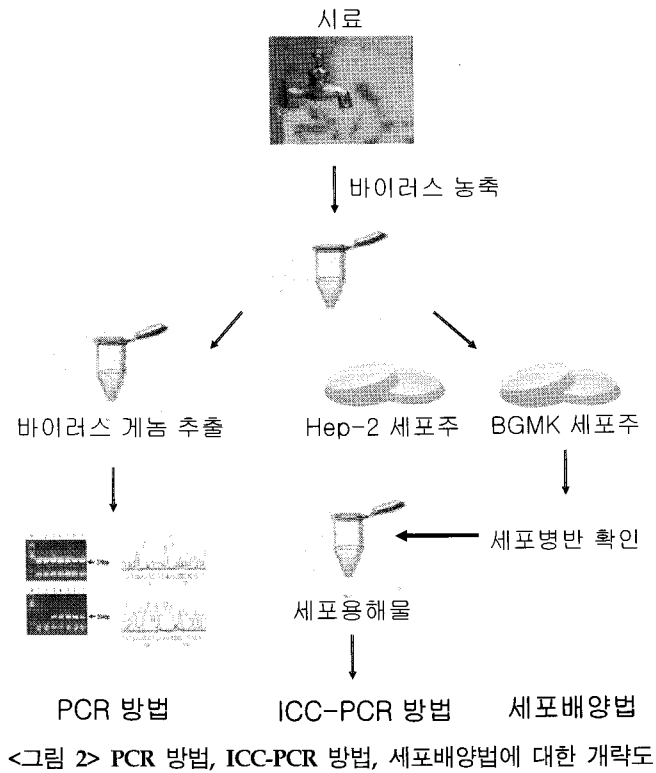 시료
바이러스 농축
바이러스 게놈 추출
Hep-2 세포주
BGMK 세포주
세포병반 확인
세포용해물
PCR 방법
ICC-PCR 방법
세포배양법
<그림 2> PCR 방법, ICC-PCR 방법, 세포배양법에 대한 개략도